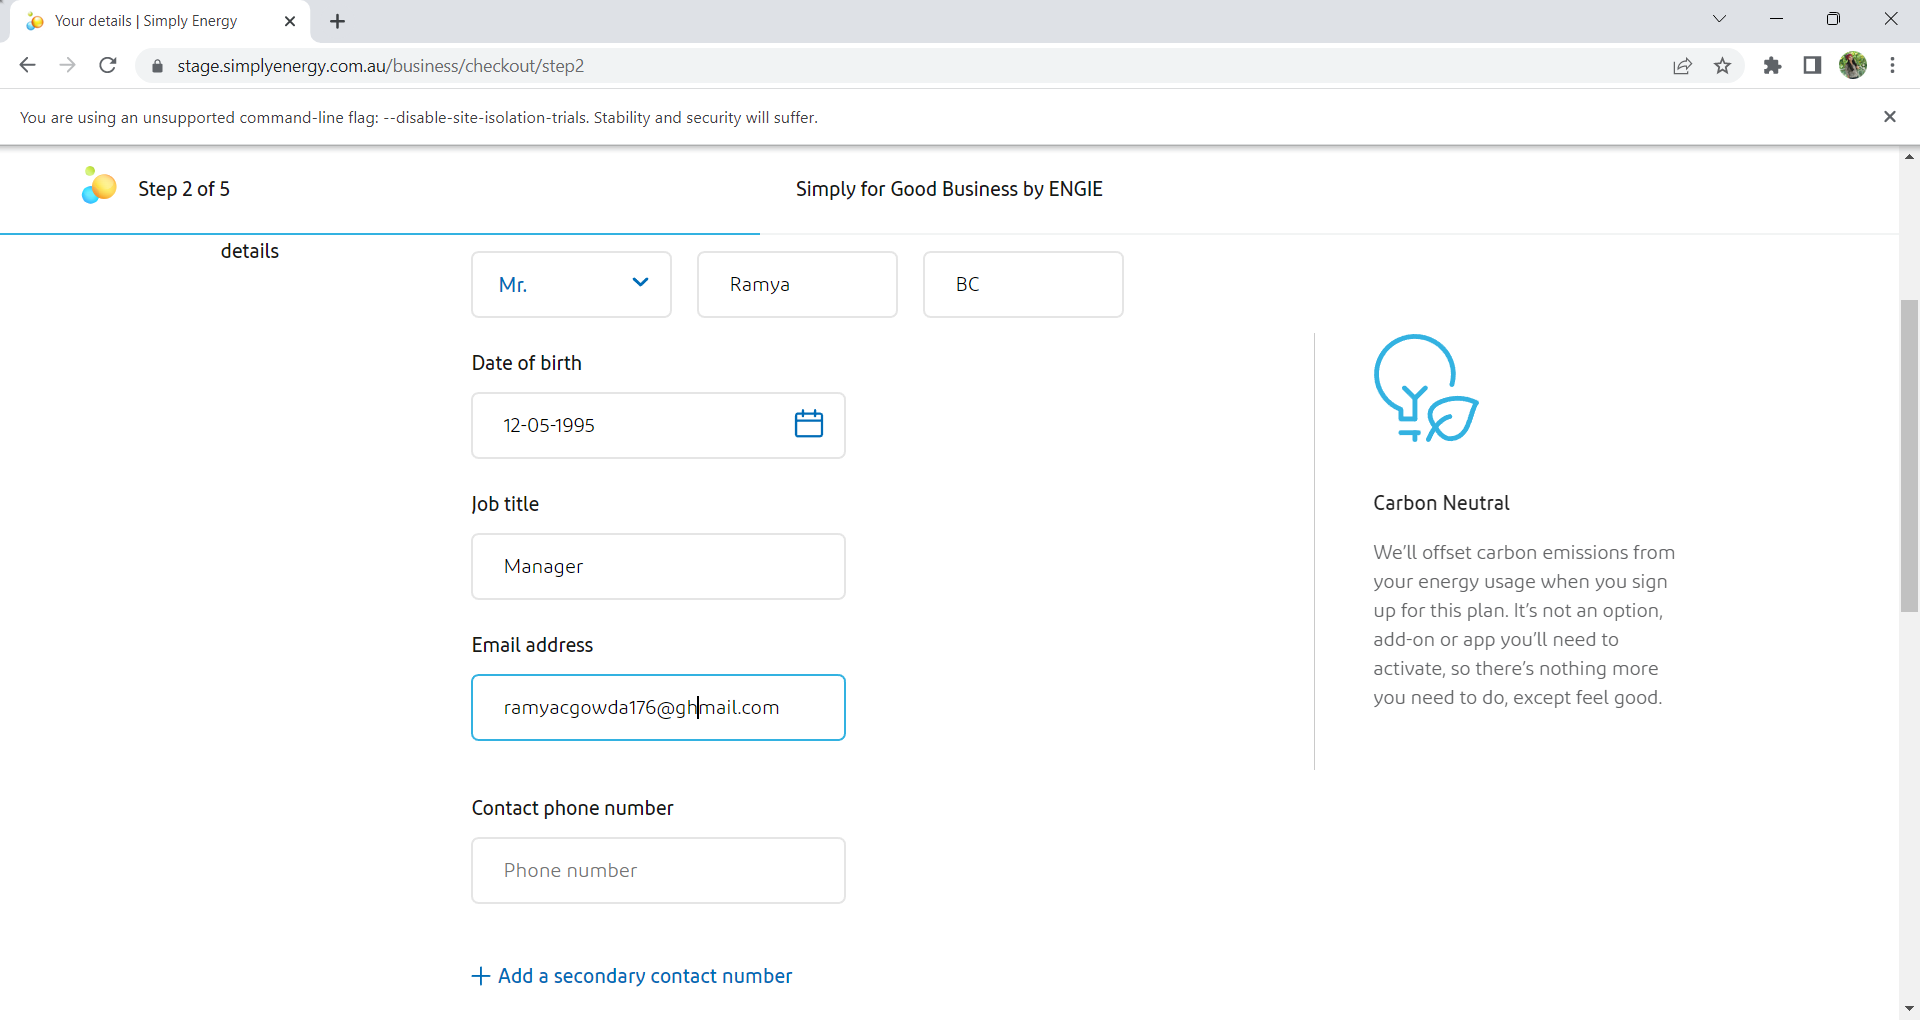 Your details | Simply Energy
stage.simplyenergy.com.au/business/checkout/step2
You are using an unsupported command-line flag: --disable-site-isolation-trials. Stability and security will suffer.
Step 2 of 5
Simply for Good Business by ENGIE
details
Mr.
Ramya
BC
Date of birth
12-05-1995
Job title
Manager
Email address
ramyacgowda176@ghmail.com
Contact phone number
Phone number
Add a secondary contact number
Carbon Neutral
We'll offset carbon emissions from
your energy usage when you sign
up for this plan. It's not an option,
add-on or app you'll need to
activate, so there's nothing more
you need to do, except feel good.